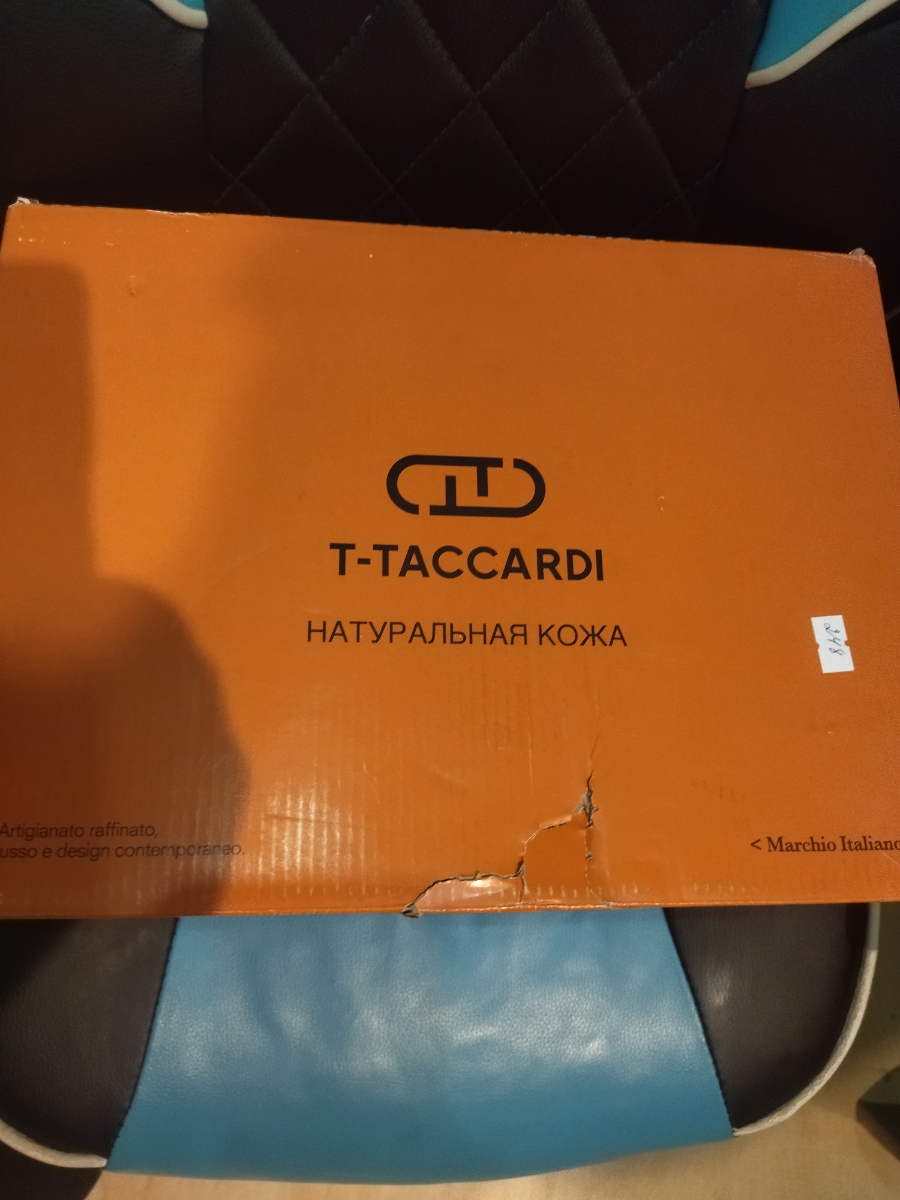 T-TACCARDI
НАТУРАЛЬНАЯ КОЖА
Artigianato raffinato,
usso e design contemporaneo.
< Marchio Italiano